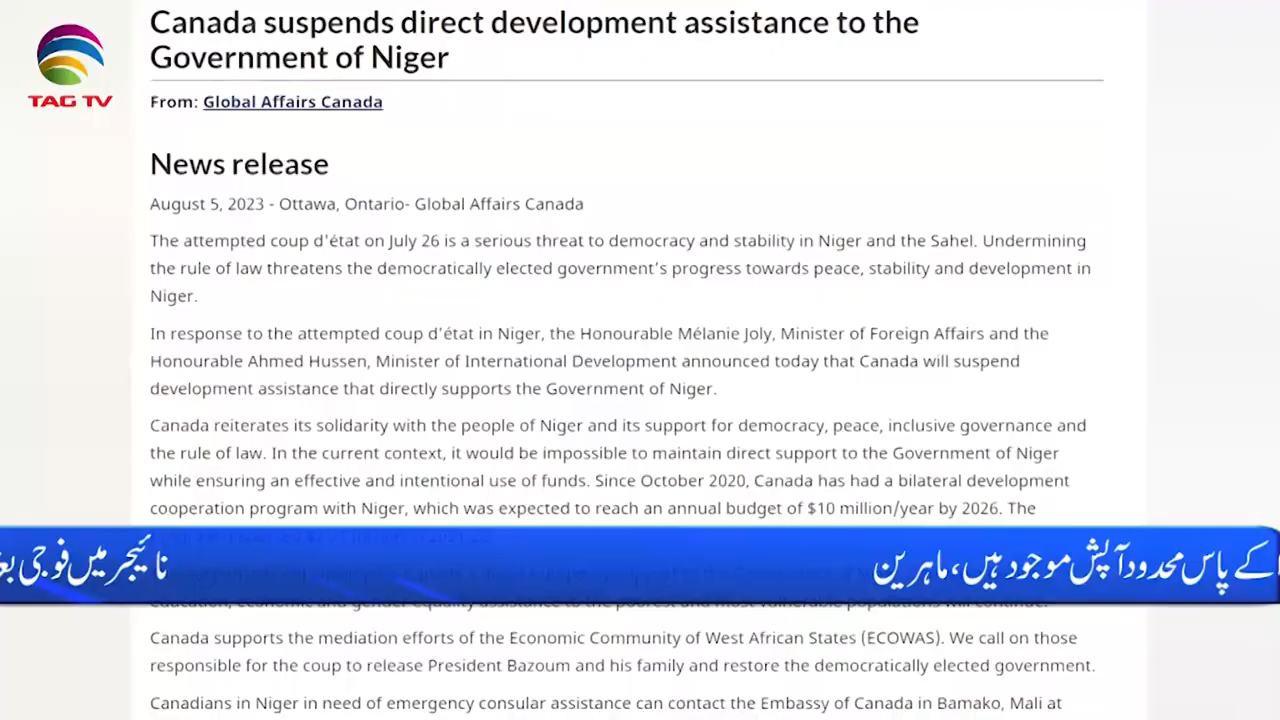 Canada suspends direct development assistance to the
Government of Niger
TAG TV
From: Global Affairs Canada
News release
August 5, 2023 - Ottawa, Ontario- Global Affairs Canada
The attempted coup d'état on July 26 is a serious threat to democracy and stability in Niger and the Sahel. Undermining
the rule of law threatens the democratically elected government's progress towards peace, stability and development in
Niger.
In response to the attempted coup d'état in Niger, the Honourable Mélanie Joly, Minister of Foreign Affairs and the
Honourable Ahmed Hussen, Minister of International Development announced today that Canada will suspend
development assistance that directly supports the Government of Niger.
Canada reiterates its solidarity with the people of Niger and its support for democracy, peace, inclusive governance and
the rule of law. In the current context, it would be impossible to maintain direct support to the Government of Niger
while ensuring an effective and intentional use of funds. Since October 2020, Canada has had a bilateral development
cooperation program with Niger, which was expected to reach an annual budget of $10 million/year by 2026. The
کے پاس محدود آپشن موجود ہیں، ماہرین نائیجر میں فوجی
education, economic and gender equality assistance to the poorest and most vulnerable populations will continue.
Canada supports the mediation efforts of the Economic Community of West African States (ECOWAS). We call on those
responsible for the coup to release President Bazoum and his family and restore the democratically elected government.
Canadians in Niger in need of emergency consular assistance can contact the Embassy of Canada in Bamako, Mali at